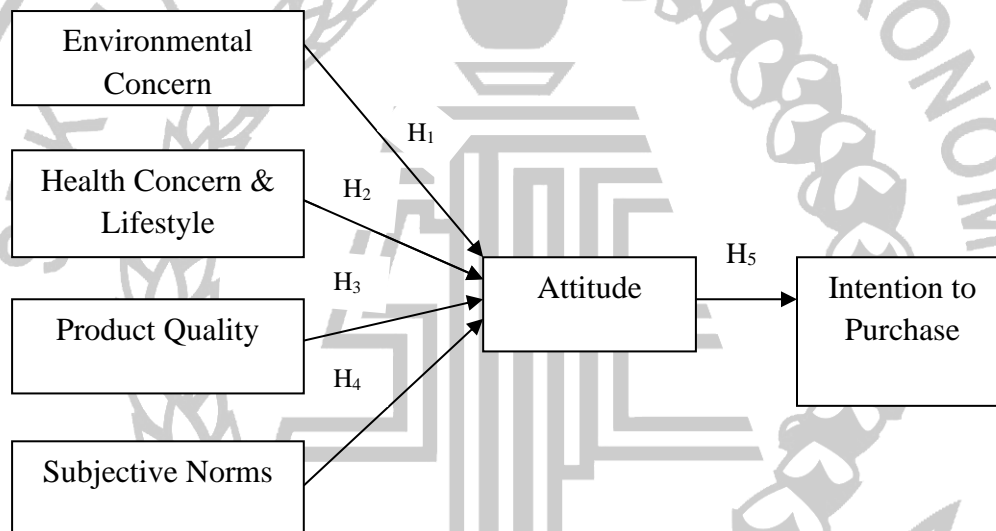 Environmental
Concern
H₁
Health Concern &
Lifestyle
H₂
H₃
Product Quality
Attitude
H₅
Intention to
Purchase
H₄
Subjective Norms